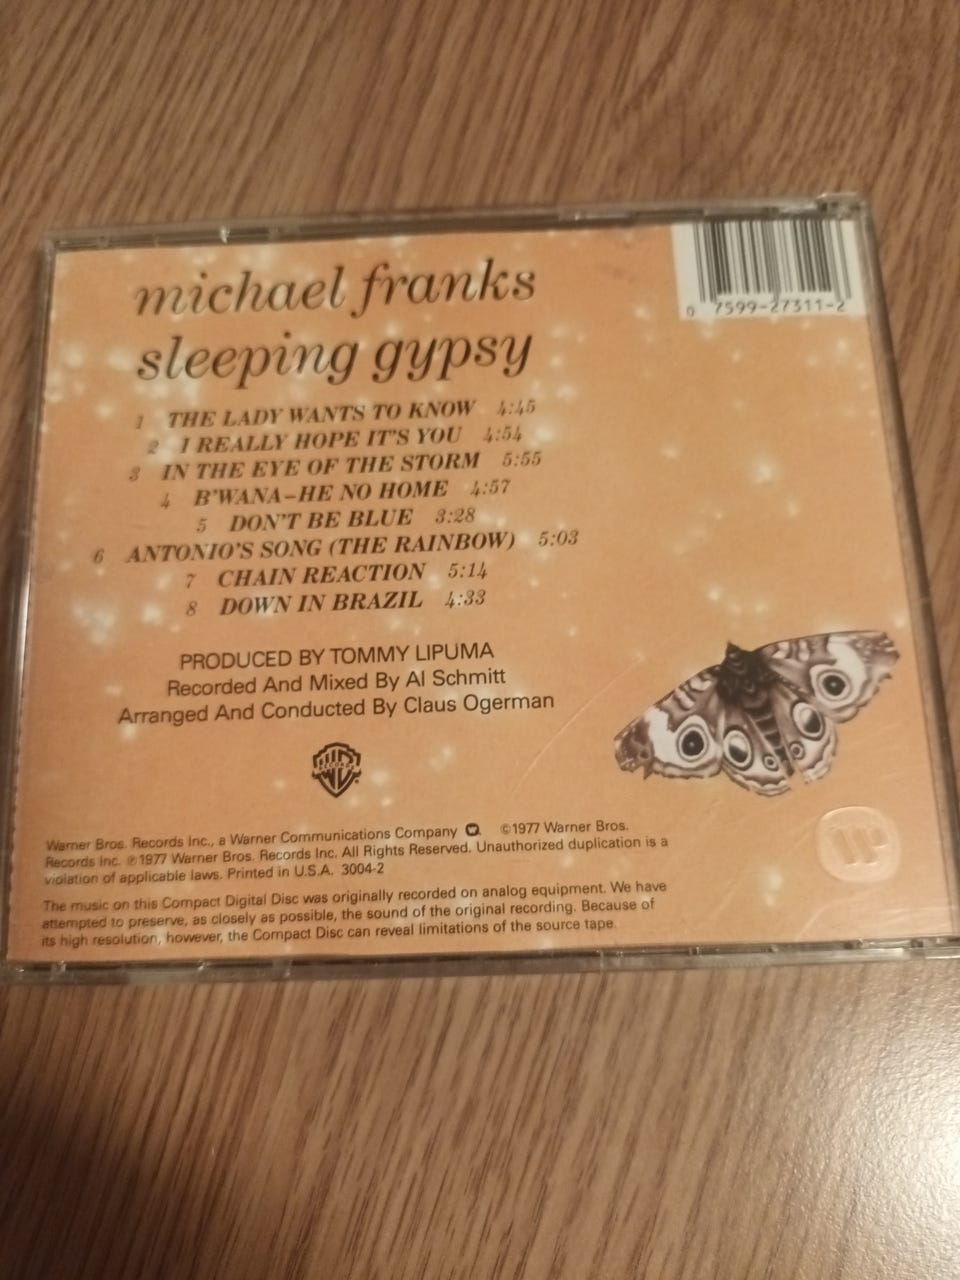 0 7599-27311-2
michael franks
sleeping gypsy
1 THE LADY WANTS TO KNOW 4:45
2 I REALLY HOPE IT'S YOU 4:54
3 IN THE EYE OF THE STORM 5:55
4 B'WANA–HE NO HOME 4:57
5 DON'T BE BLUE 3:28
6 ANTONIO'S SONG (THE RAINBOW) 5:03
7 CHAIN REACTION 5:14
8 DOWN IN BRAZIL 4:33
PRODUCED BY TOMMY LIPUMA
Recorded And Mixed By Al Schmitt
Arranged And Conducted By Claus Ogerman
WB RECORDS
Warner Bros. Records Inc., a Warner Communications Company ©1977 Warner Bros.
Records Inc. ℗1977 Warner Bros. Records Inc. All Rights Reserved. Unauthorized duplication is a
violation of applicable laws. Printed in U.S.A. 3004-2
The music on this Compact Digital Disc was originally recorded on analog equipment. We have
attempted to preserve, as closely as possible, the sound of the original recording. Because of
its high resolution, however, the Compact Disc can reveal limitations of the source tape.